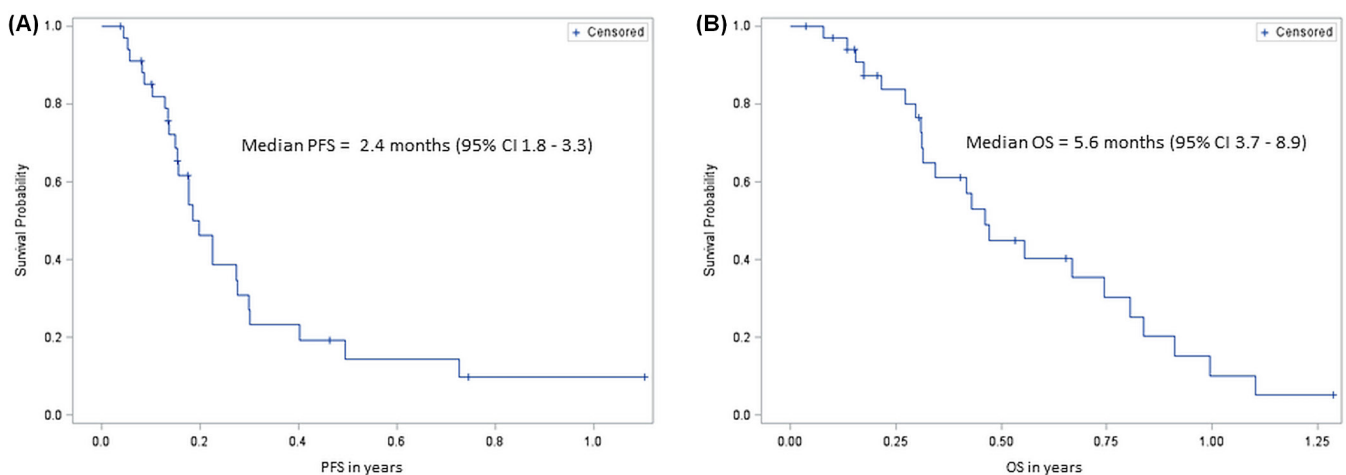 (A)
1.0
0.8
0.6
0.4
0.2
0.0
Survival Probability
+ Censored
Median PFS = 2.4 months (95% CI 1.8 - 3.3)
0.0 0.2 0.4 0.6 0.8 1.0
PFS in years
(B)
1.0
0.8
0.6
0.4
0.2
0.0
Survival Probability
+ Censored
Median OS = 5.6 months (95% CI 3.7 - 8.9)
0.00 0.25 0.50 0.75 1.00 1.25
OS in years